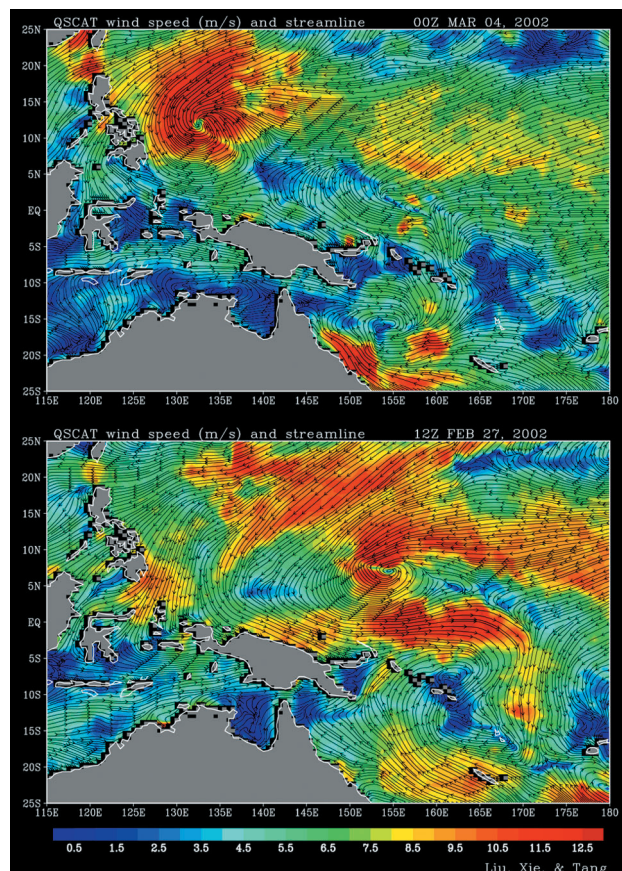 QSCAT wind speed (m/s) and streamline 00Z MAR 04, 2002
25N
20N
15N
10N
5N
EQ
5S
10S
15S
20S
25S
115E 120E 125E 130E 135E 140E 145E 150E 155E 160E 165E 170E 175E 180
QSCAT wind speed (m/s) and streamline 12Z FEB 27, 2002
25N
20N
15N
10N
5N
EQ
5S
10S
15S
20S
25S
115E 120E 125E 130E 135E 140E 145E 150E 155E 160E 165E 170E 175E 180
0.5 1.5 2.5 3.5 4.5 5.5 6.5 7.5 8.5 9.5 10.5 11.5 12.5
Liu, Xie, & Tang